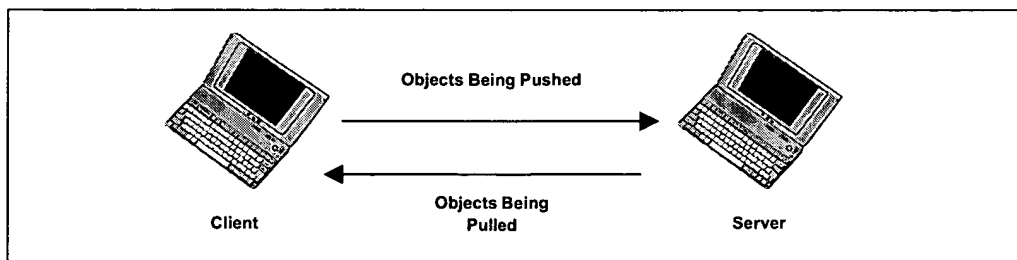 Objects Being Pushed
Objects Being
Pulled
Client
Server